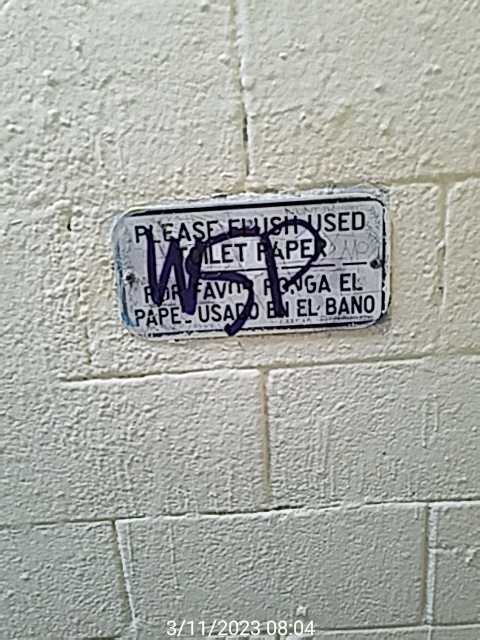 PLEASE FLUSH USED
TOILET PAPER NO
WSP
POR FAVOR PONGA EL
PAPEL USADO EN EL BANO
3/11/2023 08:04